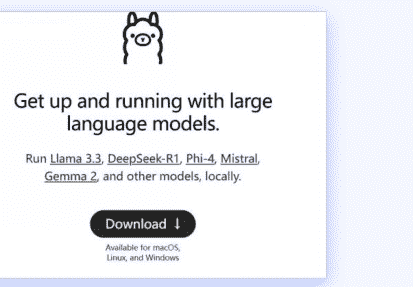 Get up and running with large
language models.
Run Llama 3.3, DeepSeek-R1, Phi-4, Mistral,
Gemma 2, and other models, locally.
Download ↓
Available for macOS,
Linux, and Windows